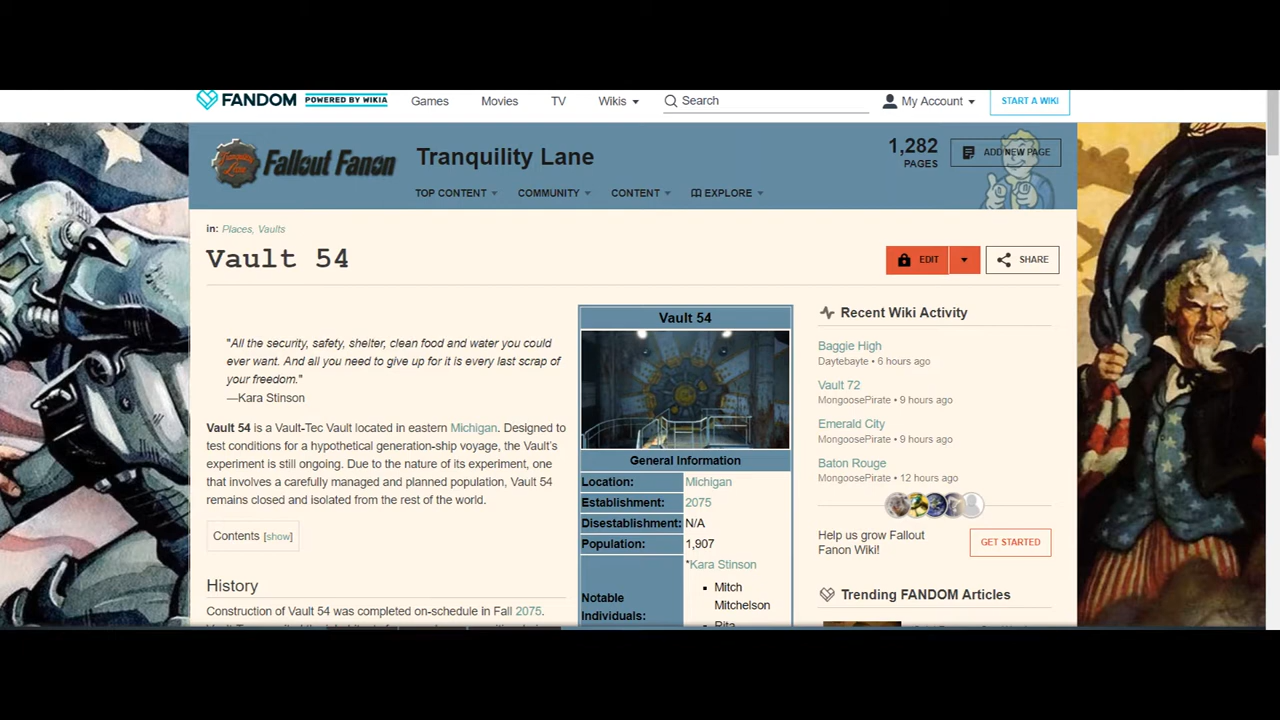 FANDOM POWERED BY WIKIA Games Movies TV Wikis Search My Account START A WIKI
Tranquility Lane Fallout Fanon Tranquility Lane 1,282 PAGES ADD NEW PAGE
TOP CONTENT COMMUNITY CONTENT EXPLORE
in: Places, Vaults
Vault 54
EDIT SHARE
"All the security, safety, shelter, clean food and water you could
ever want. And all you need to give up for it is every last scrap of
your freedom."
—Kara Stinson
Vault 54 is a Vault-Tec Vault located in eastern Michigan. Designed to
test conditions for a hypothetical generation-ship voyage, the Vault's
experiment is still ongoing. Due to the nature of its experiment, one
that involves a carefully managed and planned population, Vault 54
remains closed and isolated from the rest of the world.
Contents [show]
History
Construction of Vault 54 was completed on-schedule in Fall 2075.
Vault 54
General Information
Location: Michigan
Establishment: 2075
Disestablishment: N/A
Population: 1,907
Notable
Individuals:
*Kara Stinson
Mitch
Mitchelson
Rita
Recent Wiki Activity
Baggie High
Daytebayte • 6 hours ago
Vault 72
MongoosePirate • 9 hours ago
Emerald City
MongoosePirate • 9 hours ago
Baton Rouge
MongoosePirate • 12 hours ago
Help us grow Fallout
Fanon Wiki!
GET STARTED
Trending FANDOM Articles